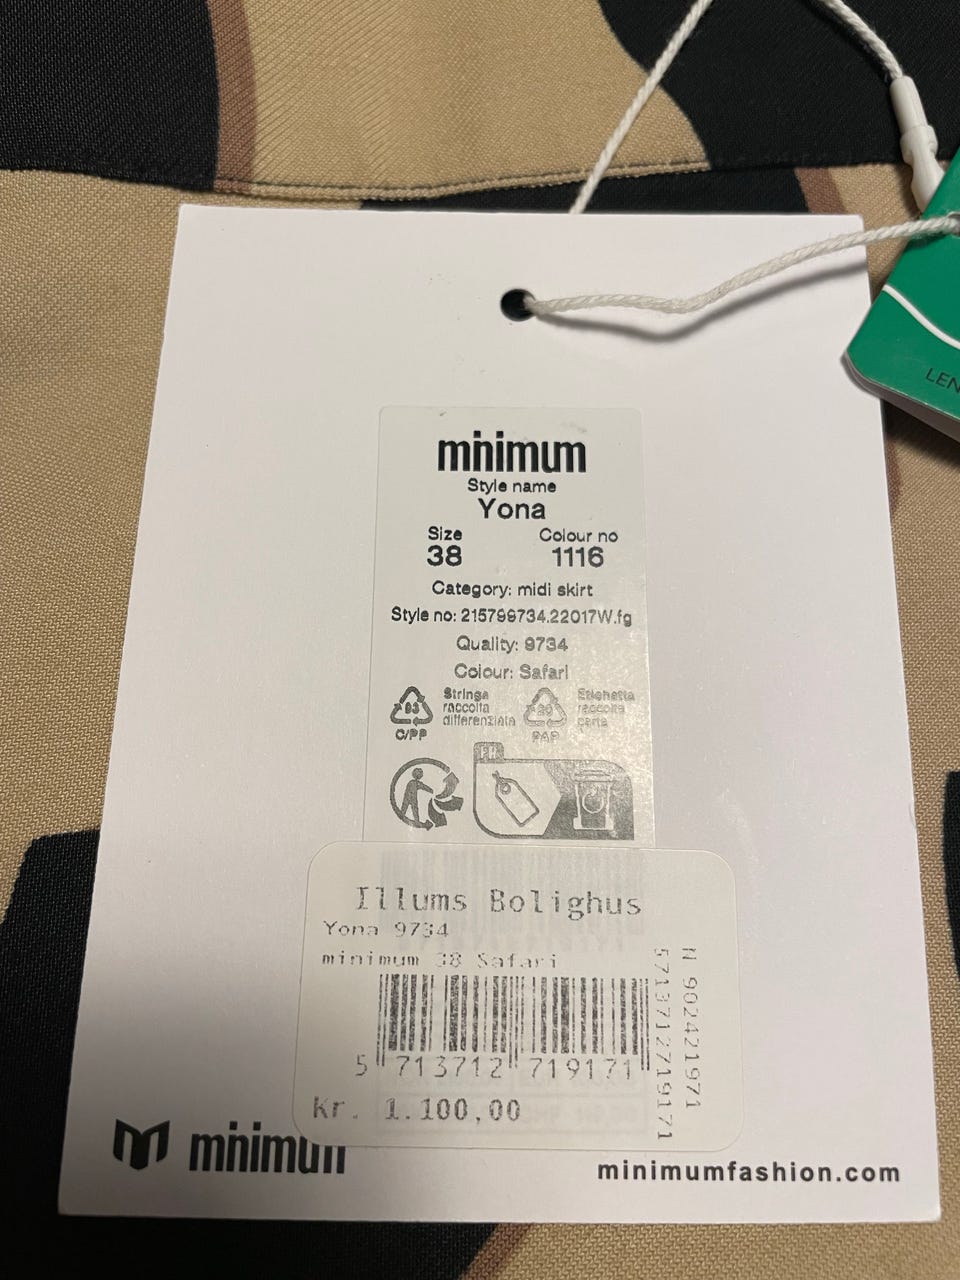 LEN
minimum
Style name
Yona
Size Colour no
38 1116
Category: midi skirt
Style no: 215799734.22017W.fg
Quality: 9734
Colour: Safari
Stringa Etichetta
raccolta raccolta
differenziata carta
C/PP PAP
FR
Illums Bolighus
Yona 9734
minimum 38 Safari
5 713712 719171
N 902421971
5713712719171
Kr. 1.100,00
minimum
minimumfashion.com